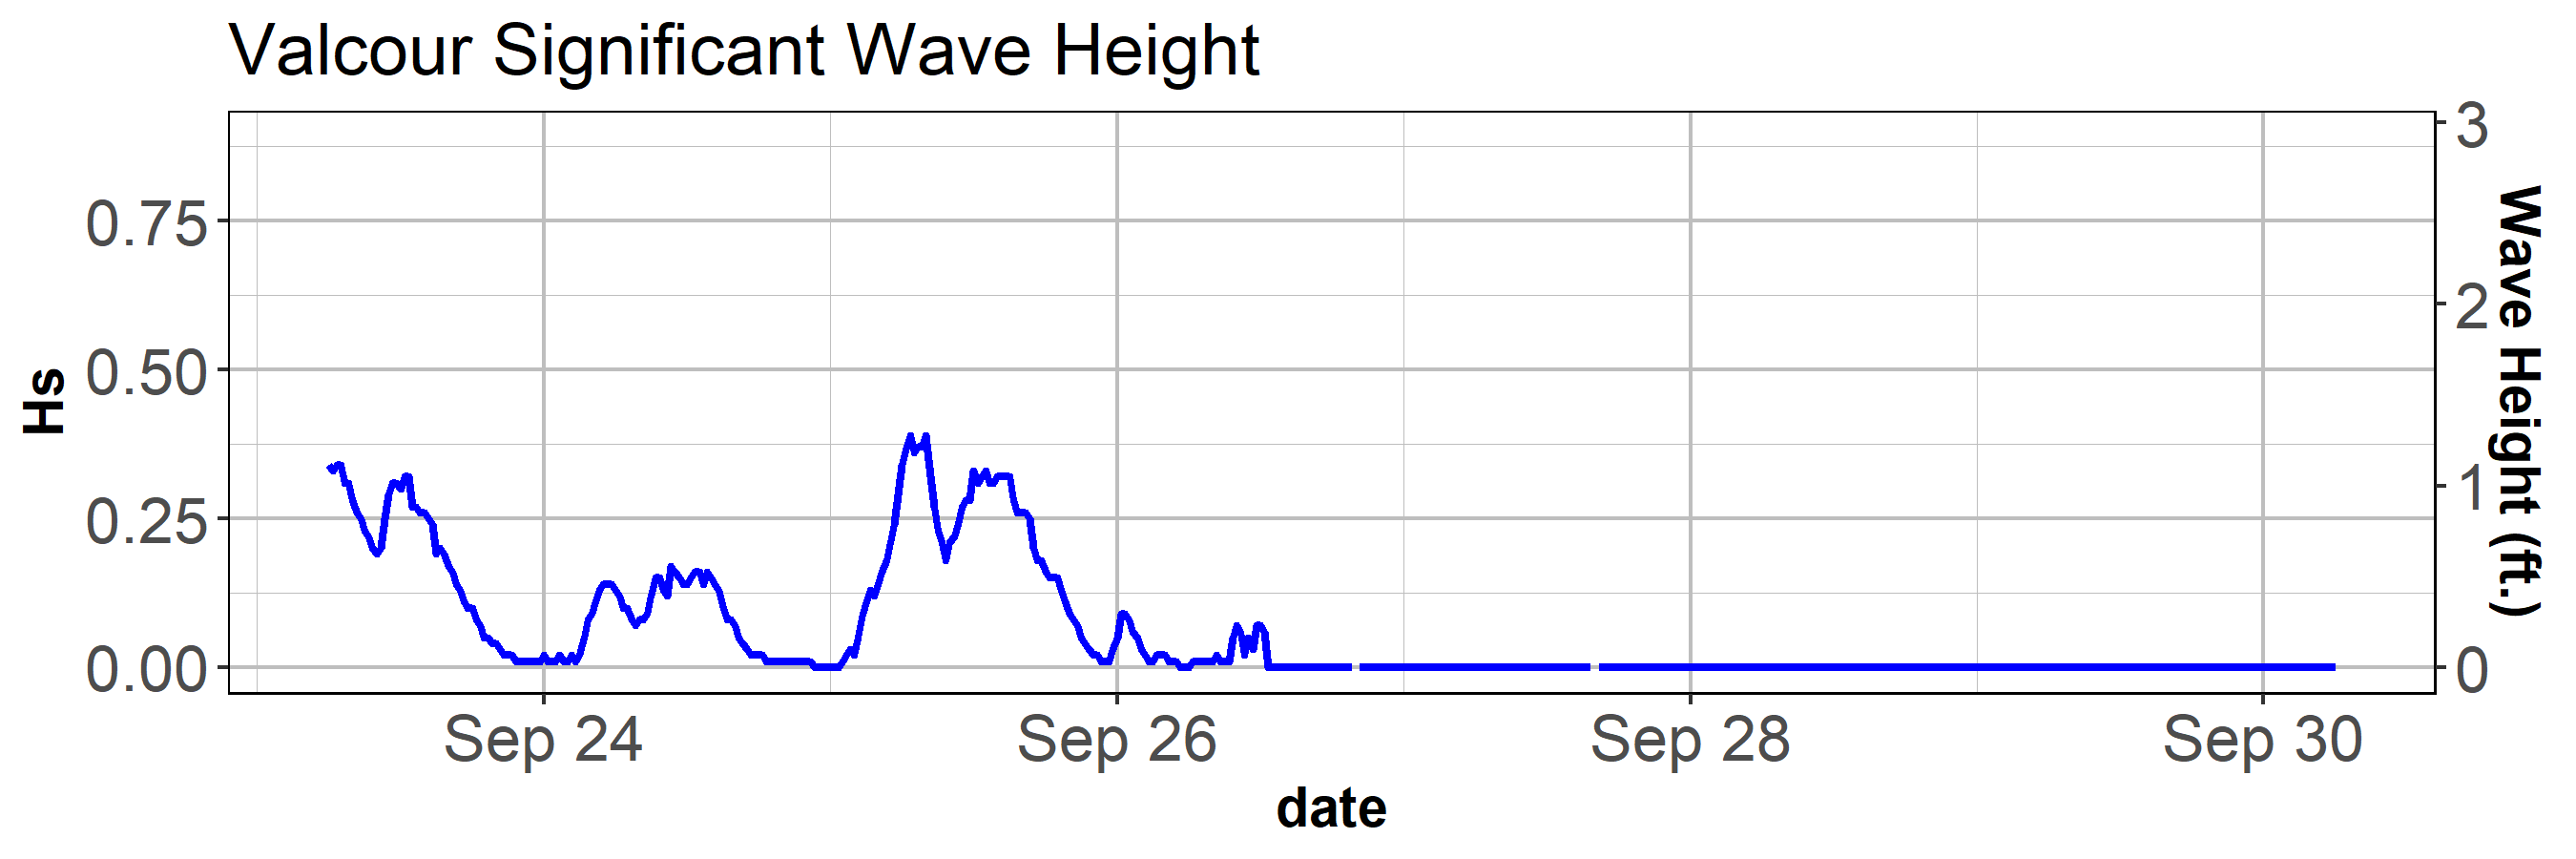 Valcour Significant Wave Height
3
0.75
2
0.50
1
0.25
0.00
0
Hs
Wave Height (ft.)
Sep 24
Sep 26
Sep 28
Sep 30
date